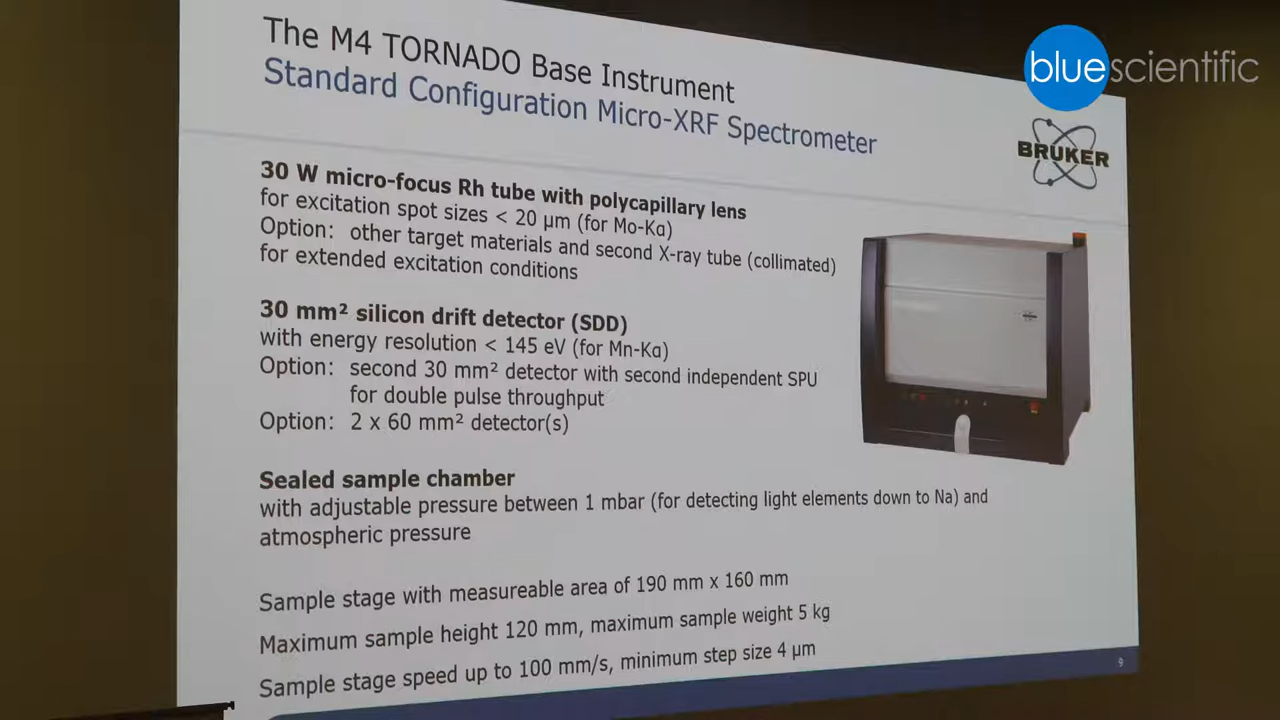 The M4 TORNADO Base Instrument
Standard Configuration Micro-XRF Spectrometer
bluescientific
BRUKER
30 W micro-focus Rh tube with polycapillary lens
for excitation spot sizes < 20 µm (for Mo-Kα)
Option: other target materials and second X-ray tube (collimated)
for extended excitation conditions
30 mm² silicon drift detector (SDD)
with energy resolution < 145 eV (for Mn-Kα)
Option: second 30 mm² detector with second independent SPU
for double pulse throughput
Option: 2 x 60 mm² detector(s)
Sealed sample chamber
with adjustable pressure between 1 mbar (for detecting light elements down to Na) and
atmospheric pressure
Sample stage with measureable area of 190 mm x 160 mm
Maximum sample height 120 mm, maximum sample weight 5 kg
Sample stage speed up to 100 mm/s, minimum step size 4 µm
9